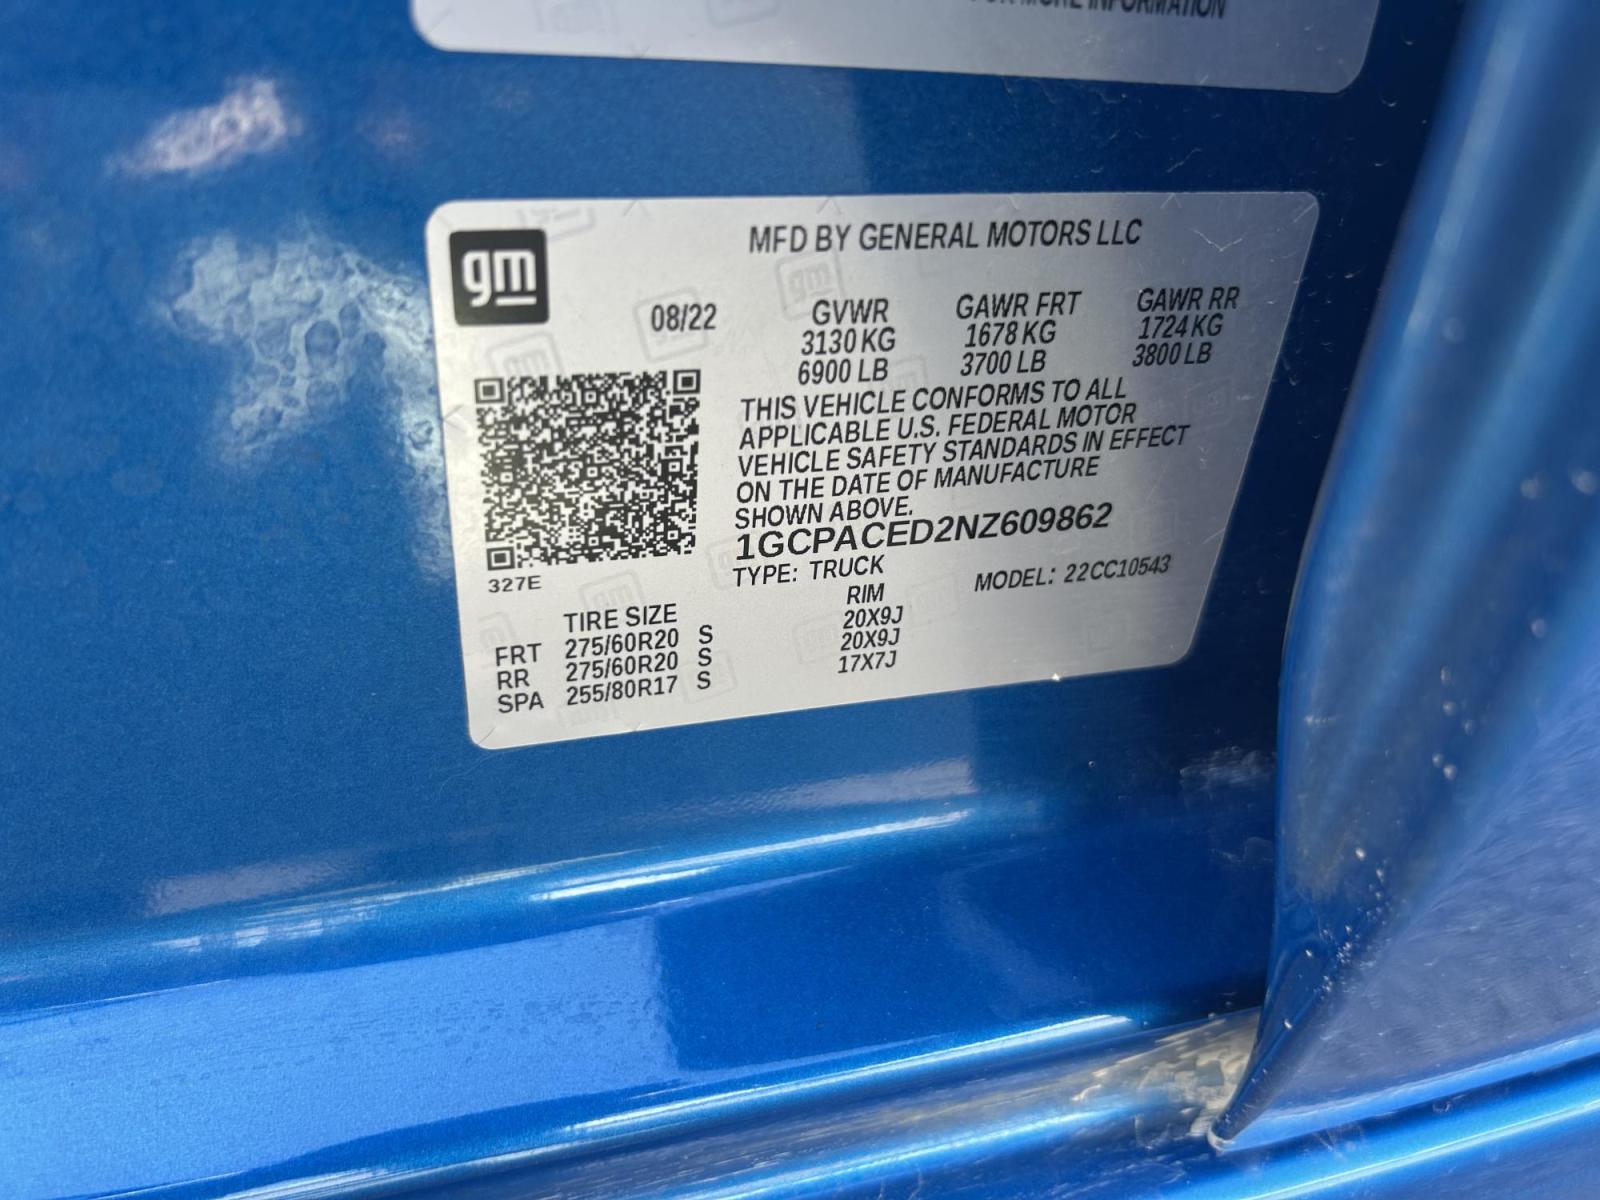 FOR MORE INFORMATION
gm
MFD BY GENERAL MOTORS LLC
08/22
GVWR GAWR FRT GAWR RR
3130 KG 1678 KG 1724 KG
6900 LB 3700 LB 3800 LB
THIS VEHICLE CONFORMS TO ALL
APPLICABLE U.S. FEDERAL MOTOR
VEHICLE SAFETY STANDARDS IN EFFECT
ON THE DATE OF MANUFACTURE
SHOWN ABOVE.
1GCPACED2NZ609862
327E
TYPE: TRUCK MODEL: 22CC10543
TIRE SIZE RIM
FRT 275/60R20 S 20X9J
RR 275/60R20 S 20X9J
SPA 255/80R17 S 17X7J